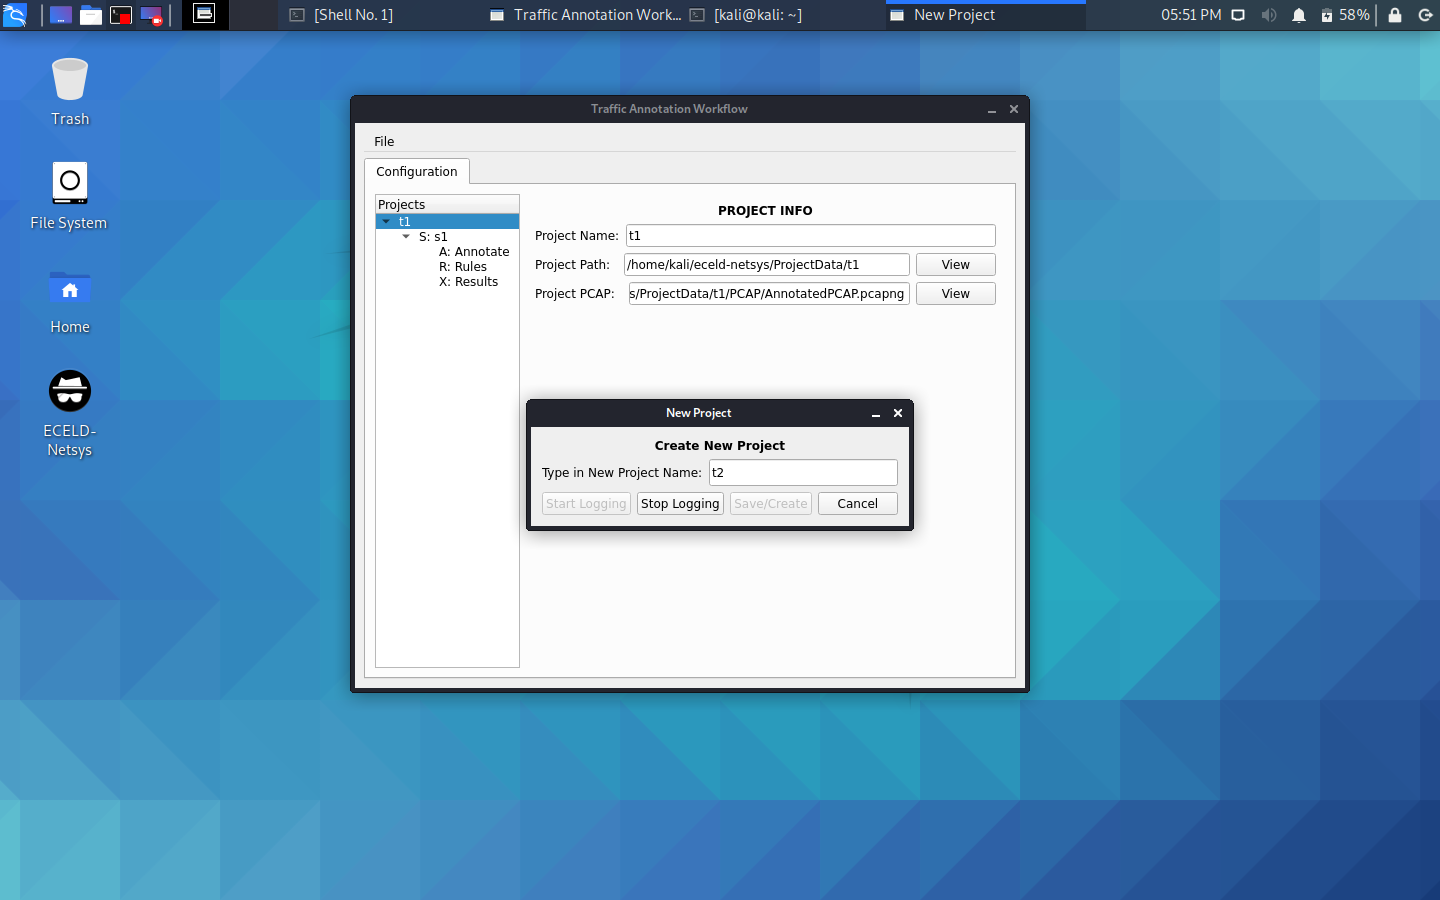 [Shell No. 1]
Traffic Annotation Work...
[kali@kali: ~]
New Project
05:51 PM
58%
Trash
File System
Home
ECELD-
Netsys
Traffic Annotation Workflow
File
Configuration
Projects
t1
S: s1
A: Annotate
R: Rules
X: Results
PROJECT INFO
Project Name: t1
Project Path: /home/kali/eceld-netsys/ProjectData/t1 View
Project PCAP: s/ProjectData/t1/PCAP/AnnotatedPCAP.pcapng View
New Project
Create New Project
Type in New Project Name: t2
Start Logging Stop Logging Save/Create Cancel